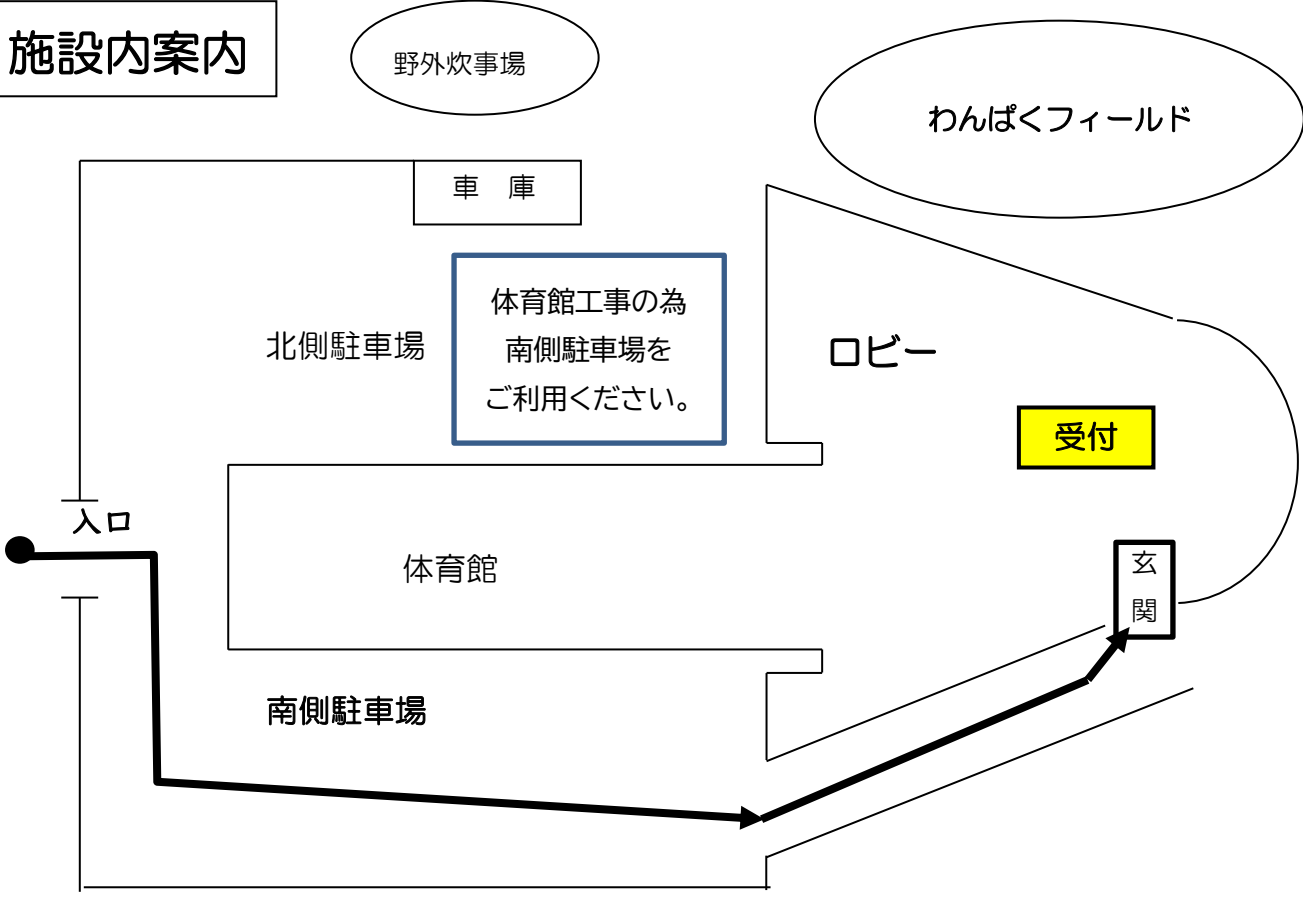 施設内案内
野外炊事場
わんぱくフィールド
車　庫
体育館工事の為
南側駐車場を
ご利用ください。
北側駐車場
ロビー
受付
入口
体育館
玄
関
南側駐車場